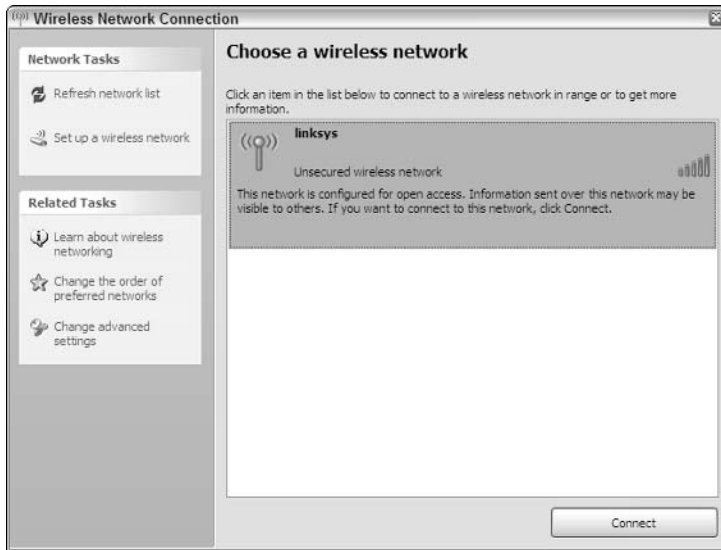 Wireless Network Connection
Network Tasks
Refresh network list
Set up a wireless network
Related Tasks
Learn about wireless
networking
Change the order of
preferred networks
Change advanced
settings
Choose a wireless network
Click an item in the list below to connect to a wireless network in range or to get more
information.
linksys
Unsecured wireless network
This network is configured for open access. Information sent over this network may be
visible to others. If you want to connect to this network, click Connect.
Connect